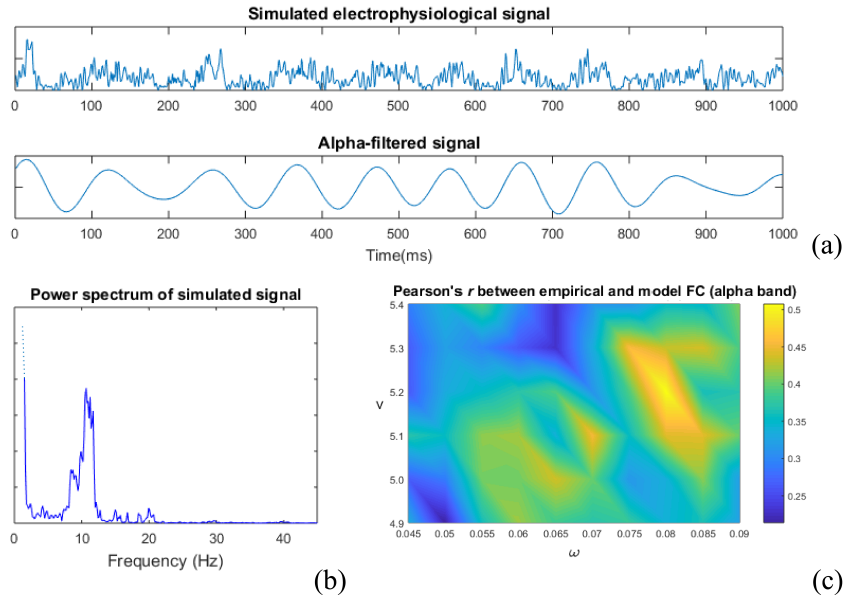 Simulated electrophysiological signal
0 100 200 300 400 500 600 700 800 900 1000
Alpha-filtered signal
0 100 200 300 400 500 600 700 800 900 1000
Time(ms)
(a)
Power spectrum of simulated signal
0 10 20 30 40
Frequency (Hz)
(b)
Pearson's r between empirical and model FC (alpha band)
5.4
5.3
5.2
v
5.1
5.0
4.9
0.045 0.05 0.055 0.06 0.065 0.07 0.075 0.08 0.085 0.09
ω
0.5
0.45
0.4
0.35
0.3
0.25
(c)